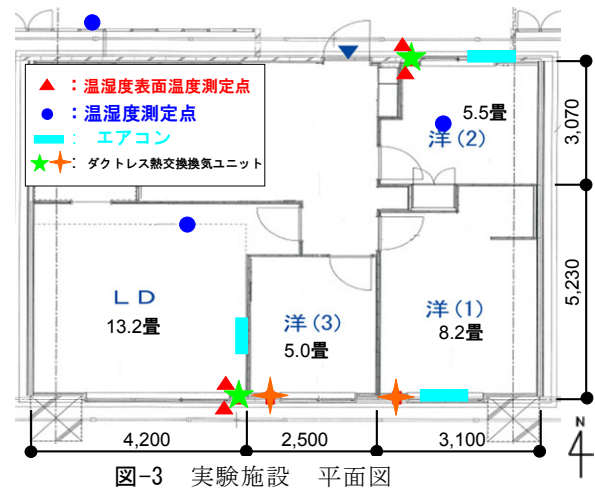 ▲ : 温湿度表面温度測定点
● : 温湿度測定点
: エアコン
★✦: ダクトレス熱交換換気ユニット
5.5畳
洋(2)
3,070
LD
13.2畳
洋(3)
5.0畳
洋(1)
8.2畳
5,230
4,200
2,500
3,100
N
図-3 実験施設 平面図